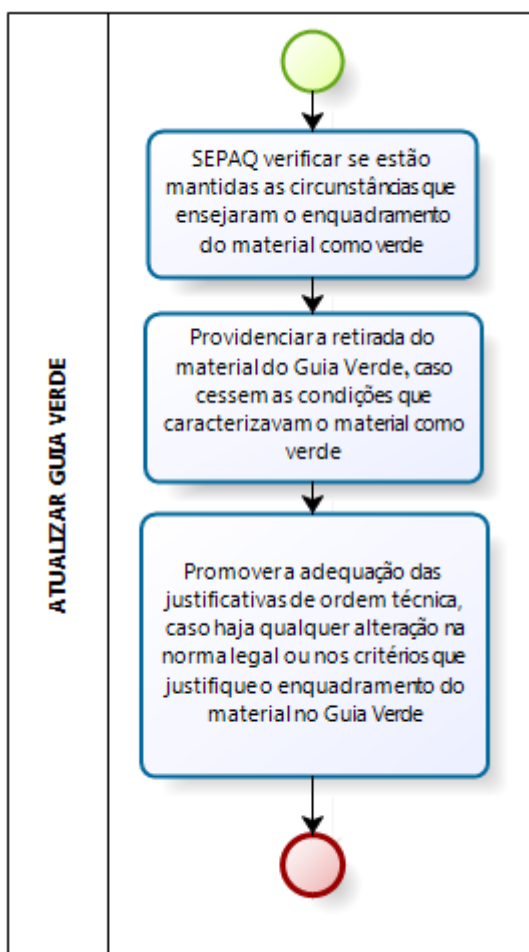 ATUALIZAR GUIA VERDE
SEPAQ verificar se estão
mantidas as circunstâncias que
ensejaram o enquadramento
do material como verde
Providenciar a retirada do
material do Guia Verde, caso
cessem as condições que
caracterizavam o material como
verde
Promover a adequação das
justificativas de ordem técnica,
caso haja qualquer alteração na
norma legal ou nos critérios que
justifique o enquadramento do
material no Guia Verde